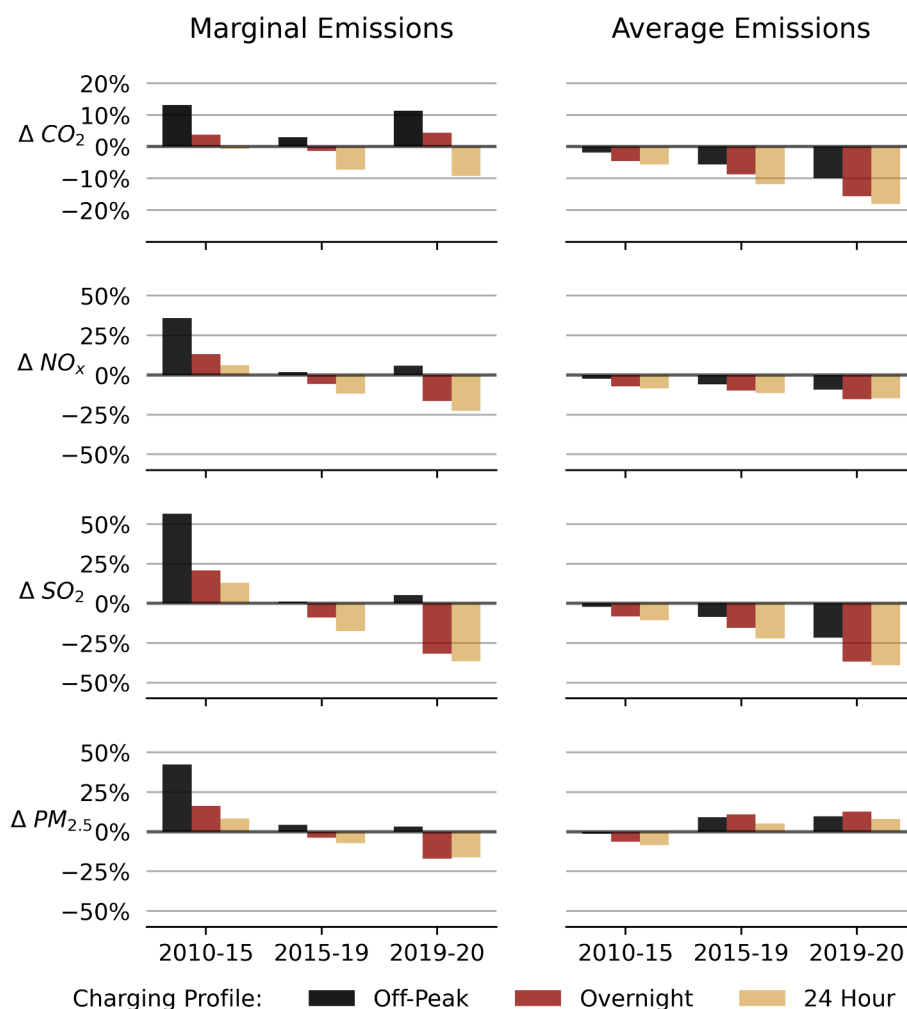 Marginal Emissions
Average Emissions
20%
10%
Δ CO₂
0%
−10%
−20%
50%
25%
Δ NOₓ
0%
−25%
−50%
50%
25%
Δ SO₂
0%
−25%
−50%
50%
25%
Δ PM₂.₅
0%
−25%
−50%
2010-15 2015-19 2019-20
2010-15 2015-19 2019-20
Charging Profile: Off-Peak Overnight 24 Hour